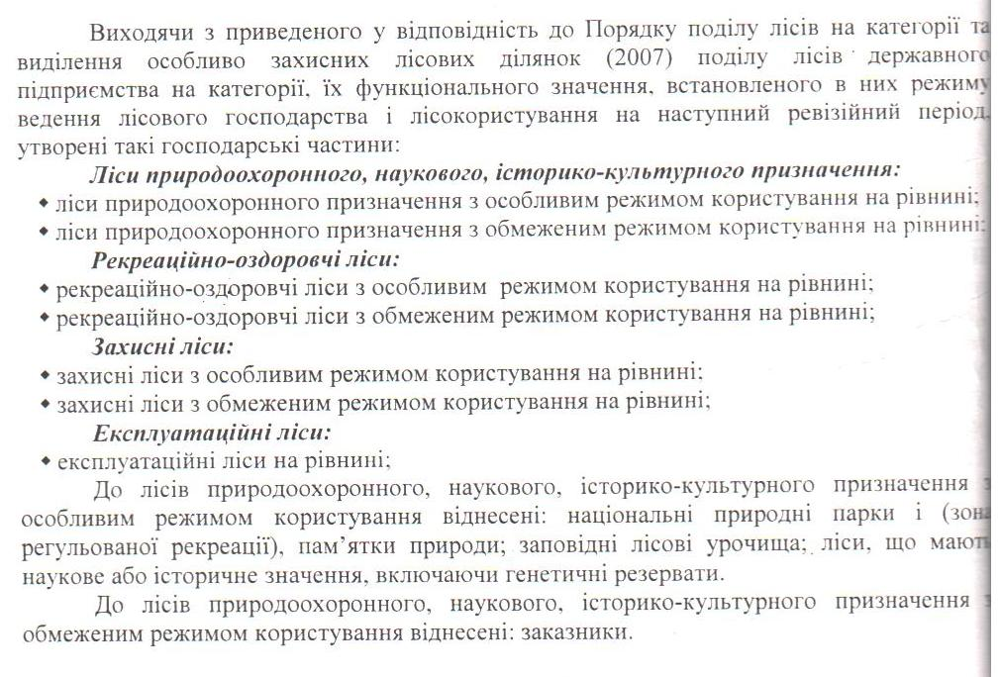 Виходячи з приведеного у відповідність до Порядку поділу лісів на категорії та
виділення особливо захисних лісових ділянок (2007) поділу лісів державного
підприємства на категорії, їх функціонального значення, встановленого в них режиму
ведення лісового господарства і лісокористування на наступний ревізійний період,
утворені такі господарські частини:
Ліси природоохоронного, наукового, історико-культурного призначення:
• ліси природоохоронного призначення з особливим режимом користування на рівнині;
• ліси природоохоронного призначення з обмеженим режимом користування на рівнині;
Рекреаційно-оздоровчі ліси:
• рекреаційно-оздоровчі ліси з особливим режимом користування на рівнині;
• рекреаційно-оздоровчі ліси з обмеженим режимом користування на рівнині;
Захисні ліси:
• захисні ліси з особливим режимом користування на рівнині;
• захисні ліси з обмеженим режимом користування на рівнині;
Експлуатаційні ліси:
• експлуатаційні ліси на рівнині;
До лісів природоохоронного, наукового, історико-культурного призначення з
особливим режимом користування віднесені: національні природні парки і (зона
регульованої рекреації), пам’ятки природи; заповідні лісові урочища; ліси, що мають
наукове або історичне значення, включаючи генетичні резервати.
До лісів природоохоронного, наукового, історико-культурного призначення з
обмеженим режимом користування віднесені: заказники.